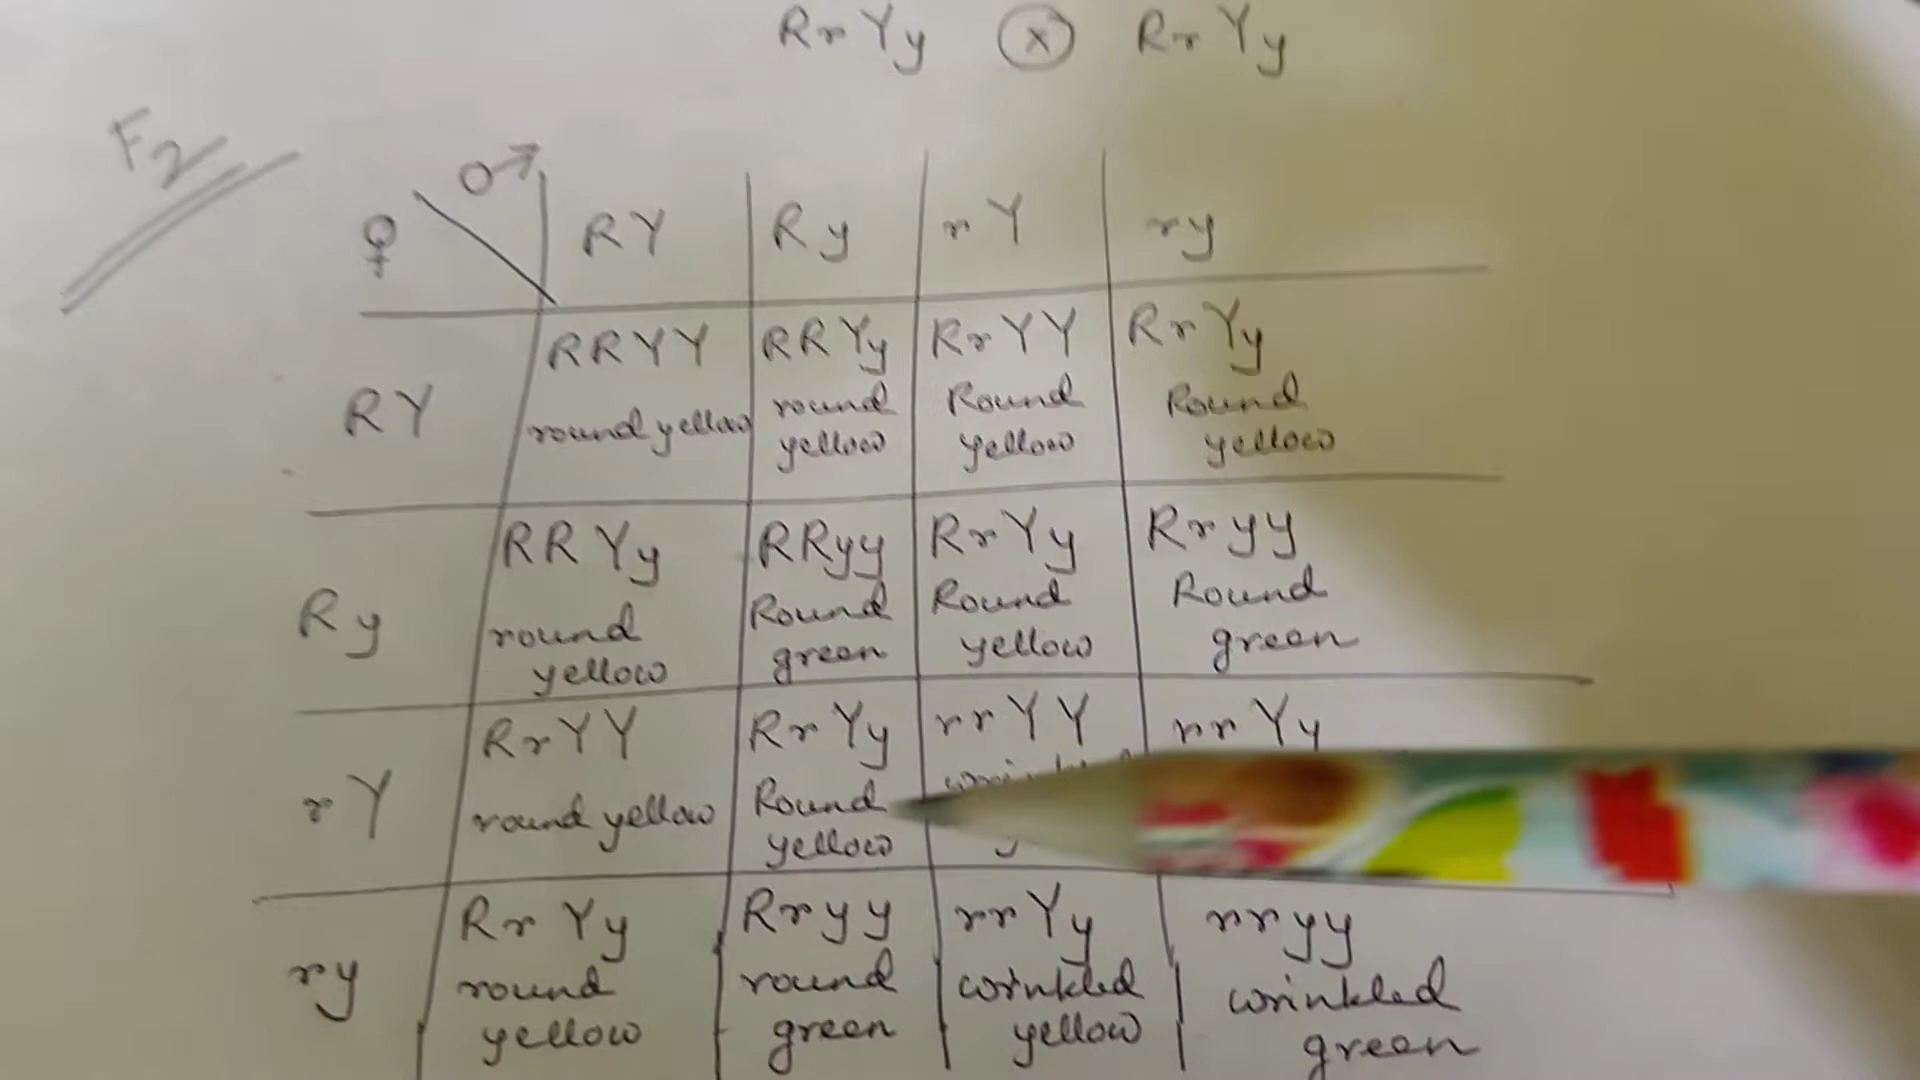 RrYy x RrYy
F2
♀ ♂ RY Ry rY ry
RY RRYY RRYy RrYY RrYy
round yellow round yellow Round yellow Round yellow
Ry RRYy RRyy RrYy Rryy
round yellow Round green Round yellow Round green
rY RrYY RrYy rrYY rrYy
round yellow Round yellow
ry RrYy Rryy rrYy rryy
round yellow round green wrinkled yellow wrinkled green